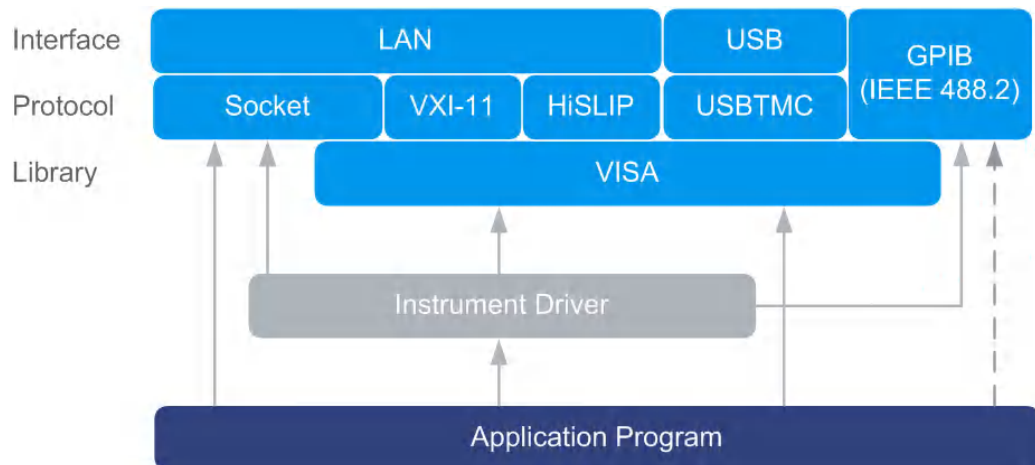 Interface
LAN
USB
GPIB
(IEEE 488.2)
Protocol
Socket
VXI-11
HiSLIP
USBTMC
Library
VISA
Instrument Driver
Application Program